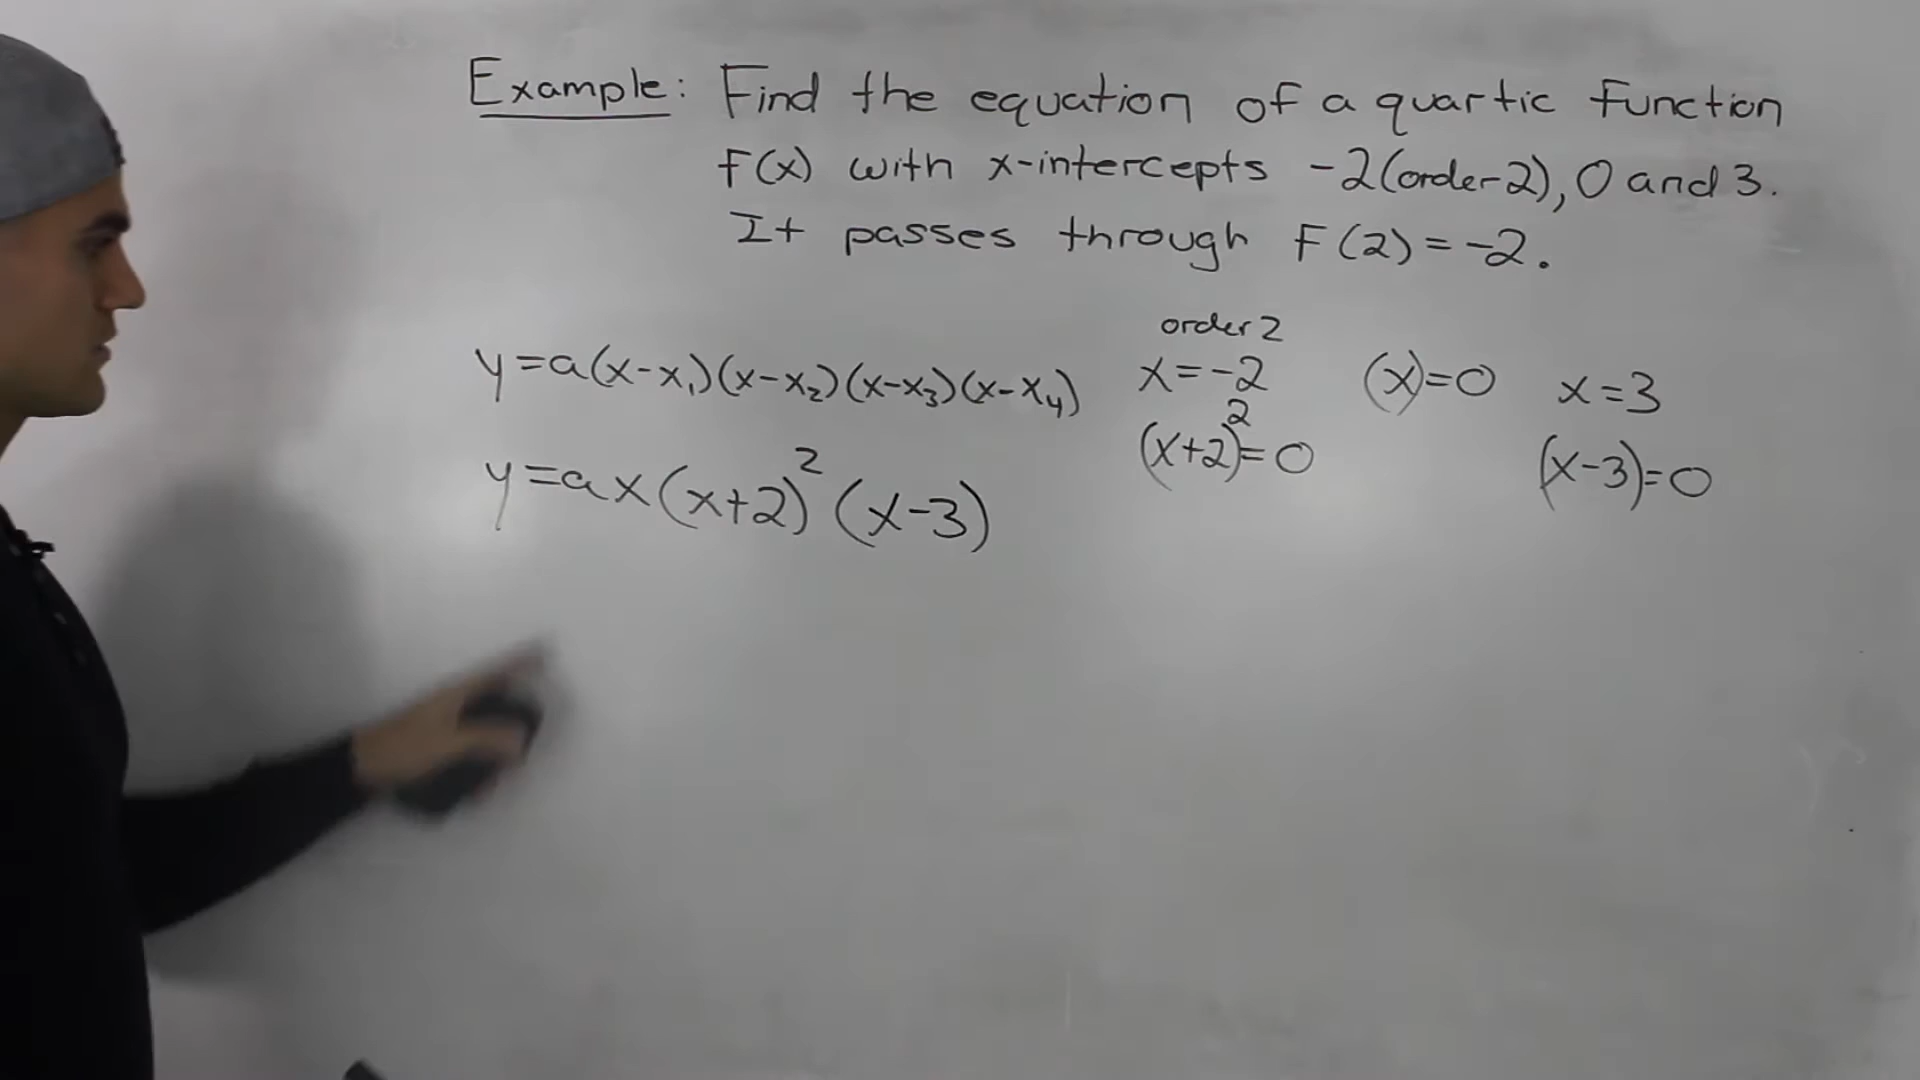 Example: Find the equation of a quartic function
f(x) with x-intercepts -2(order-2), 0 and 3.
It passes through f(2)=-2.
order 2
y=a(x-x₁)(x-x₂)(x-x₃)(x-x₄) x=-2 (x)=0 x=3
y=ax(x+2)²(x-3) (x+2)²=0 (x-3)=0